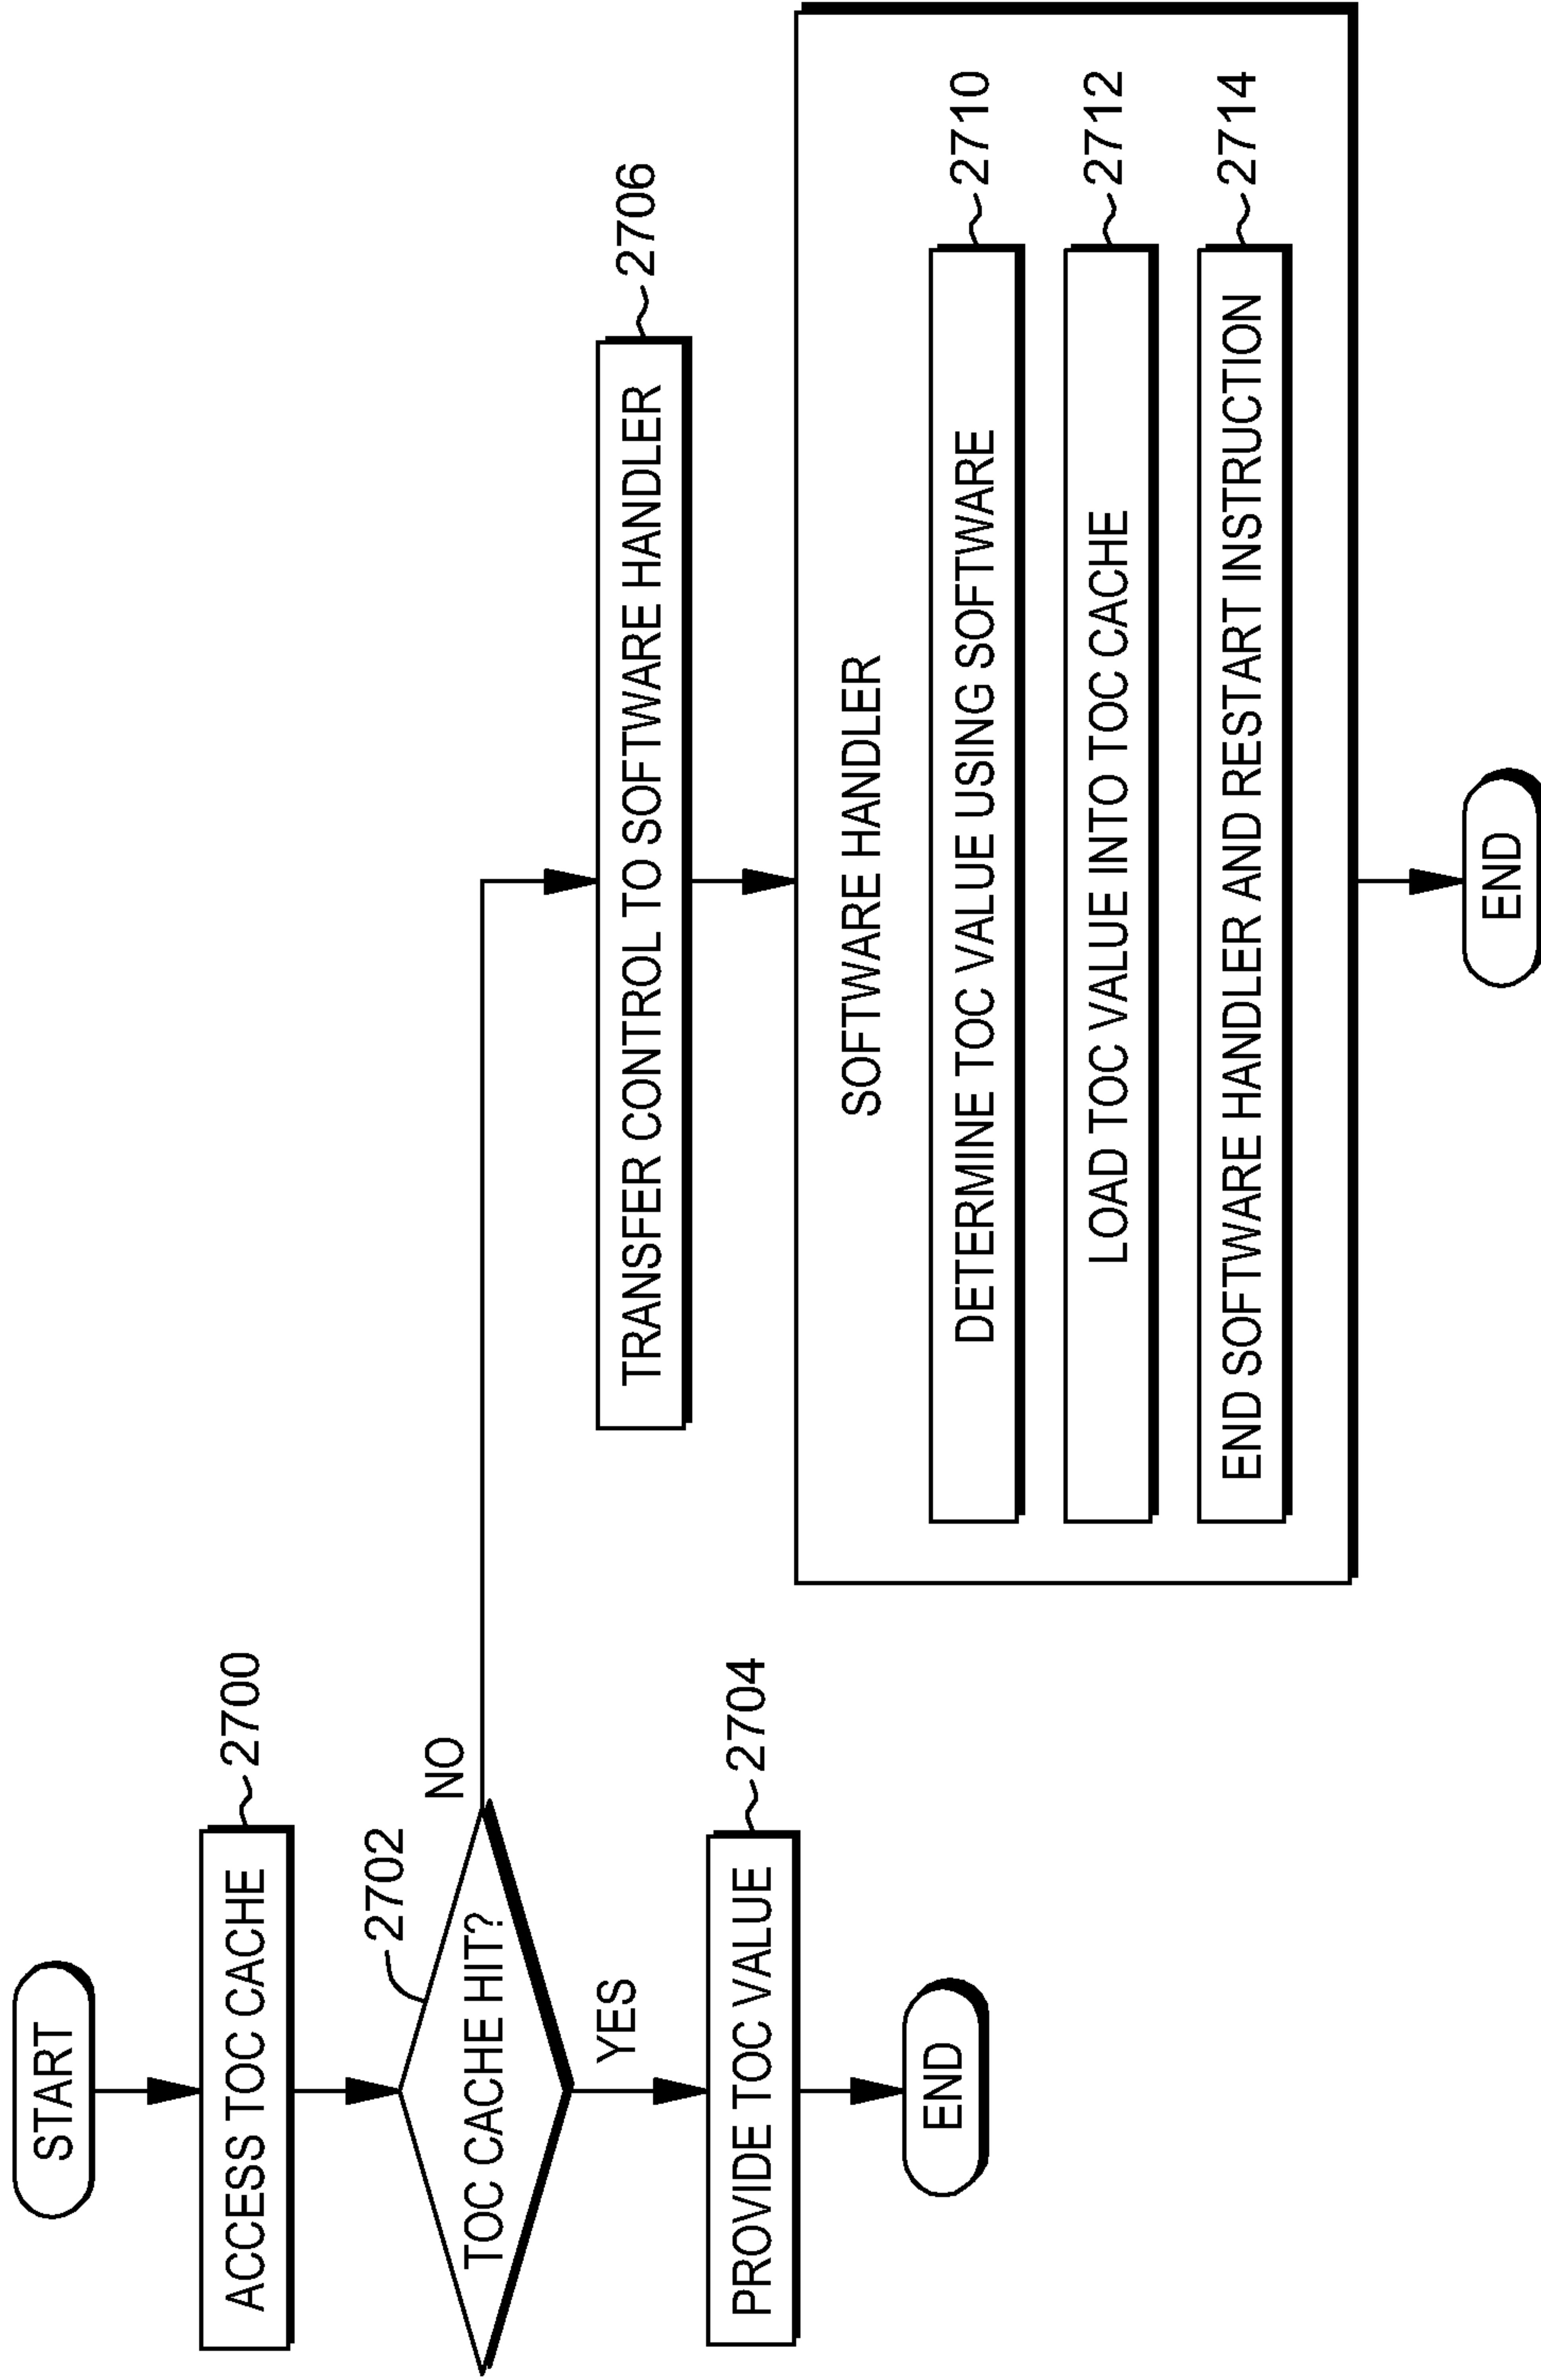 START
ACCESS TOC CACHE
2700
2702
TOC CACHE HIT?
NO
YES
PROVIDE TOC VALUE
2704
END
TRANSFER CONTROL TO SOFTWARE HANDLER
2706
SOFTWARE HANDLER
DETERMINE TOC VALUE USING SOFTWARE
2710
LOAD TOC VALUE INTO TOC CACHE
2712
END SOFTWARE HANDLER AND RESTART INSTRUCTION
2714
END